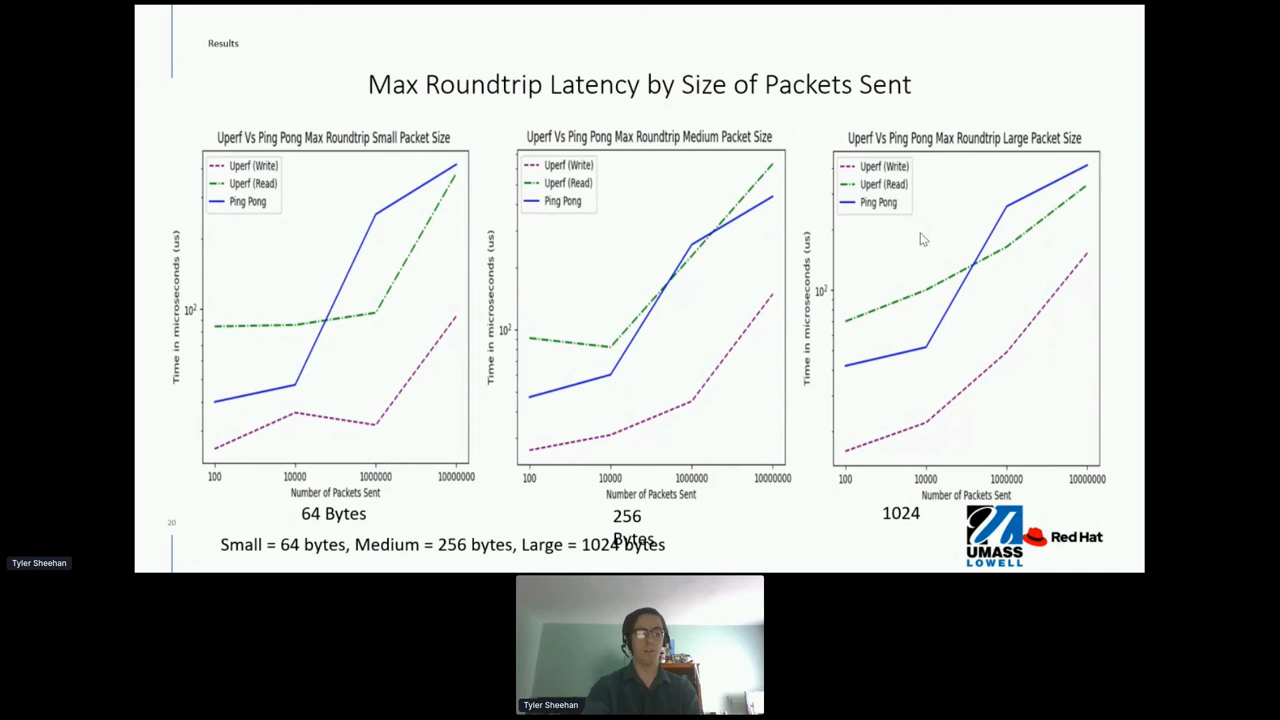 Results
Max Roundtrip Latency by Size of Packets Sent
Uperf Vs Ping Pong Max Roundtrip Small Packet Size
Uperf (Write)
Uperf (Read)
Ping Pong
Time in microseconds (us)
10²
100 10000 1000000 10000000
Number of Packets Sent
64 Bytes
Uperf Vs Ping Pong Max Roundtrip Medium Packet Size
Uperf (Write)
Uperf (Read)
Ping Pong
Time in microseconds (us)
10²
100 10000 1000000 10000000
Number of Packets Sent
256
Bytes
Uperf Vs Ping Pong Max Roundtrip Large Packet Size
Uperf (Write)
Uperf (Read)
Ping Pong
Time in microseconds (us)
10²
100 10000 1000000 10000000
Number of Packets Sent
1024
20
Small = 64 bytes, Medium = 256 bytes, Large = 1024 bytes
UMASS
LOWELL
Red Hat
Tyler Sheehan
Tyler Sheehan